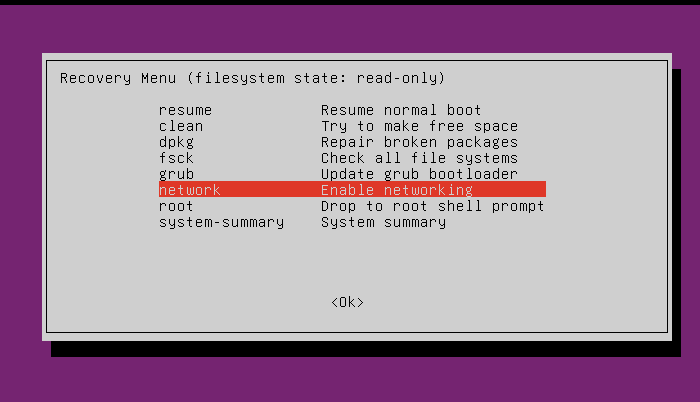 Recovery Menu (filesystem state: read-only)
resume Resume normal boot
clean Try to make free space
dpkg Repair broken packages
fsck Check all file systems
grub Update grub bootloader
network Enable networking
root Drop to root shell prompt
system-summary System summary
<Ok>